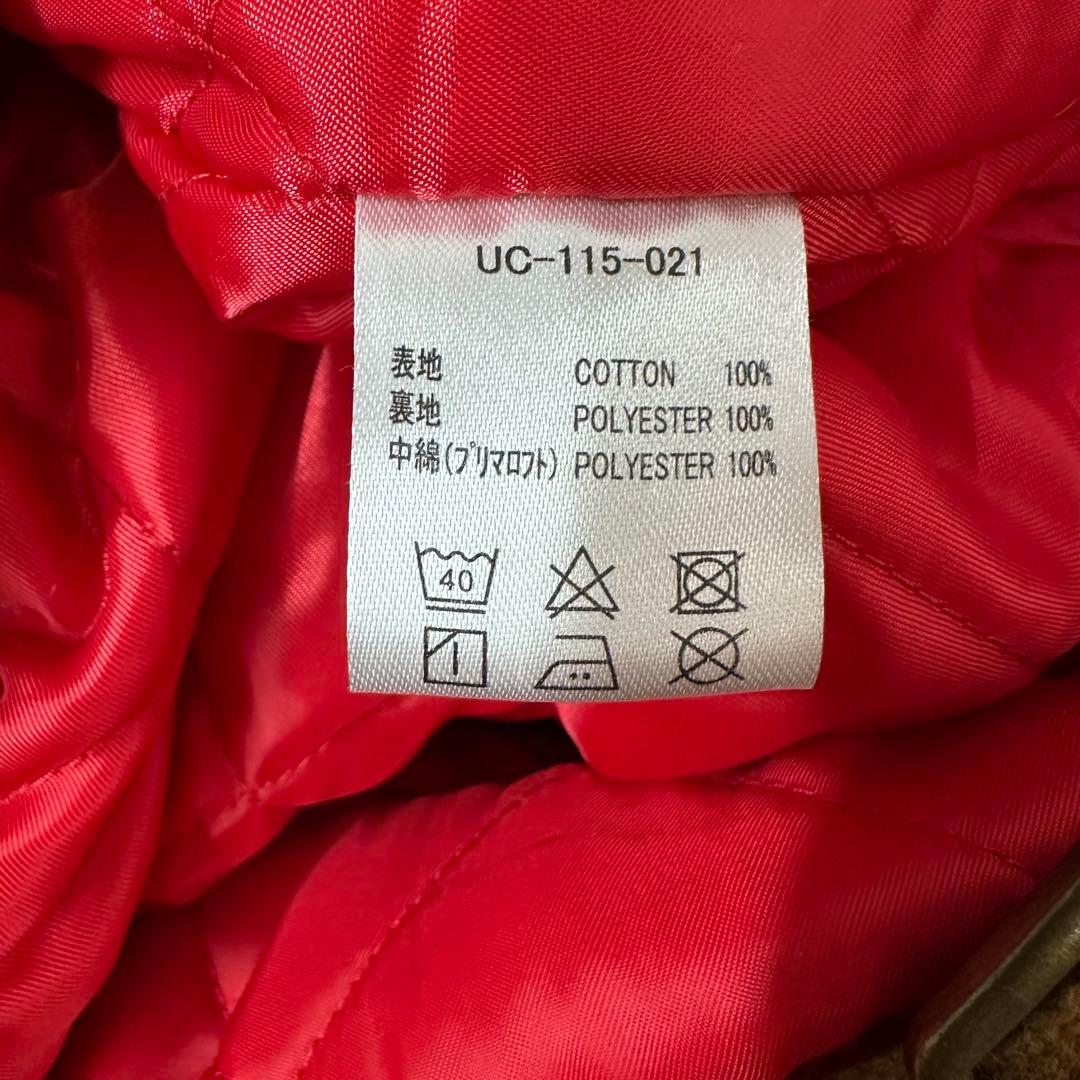 UC-115-021
表地 COTTON 100%
裏地 POLYESTER 100%
中綿(プリマロフト) POLYESTER 100%
40